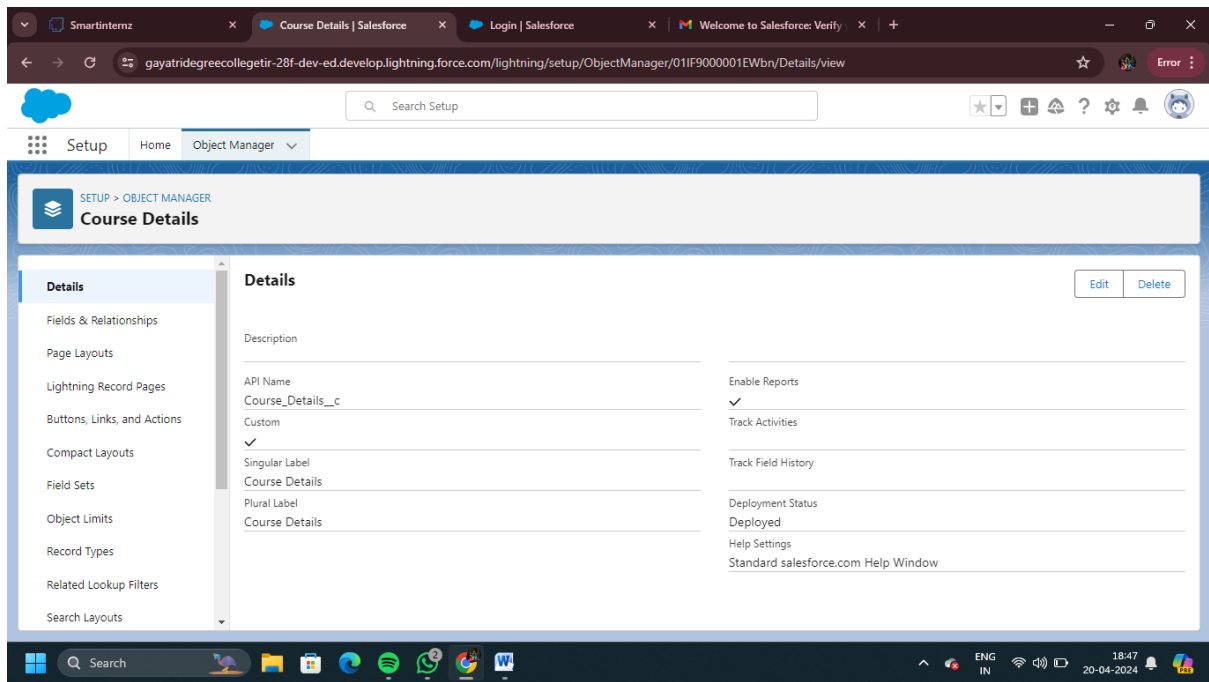 Smartinternz
Course Details | Salesforce
Login | Salesforce
Welcome to Salesforce: Verify
gayatridegreecollegetir-28f-dev-ed.develop.lightning.force.com/lightning/setup/ObjectManager/01IF9000001EWbn/Details/view
Error
Search Setup
Setup
Home
Object Manager
SETUP > OBJECT MANAGER
Course Details
Details
Fields & Relationships
Page Layouts
Lightning Record Pages
Buttons, Links, and Actions
Compact Layouts
Field Sets
Object Limits
Record Types
Related Lookup Filters
Search Layouts
Details
Edit
Delete
Description
API Name
Course_Details__c
Custom
Singular Label
Course Details
Plural Label
Course Details
Enable Reports
Track Activities
Track Field History
Deployment Status
Deployed
Help Settings
Standard salesforce.com Help Window
Search
2
W
ENG
IN
18:47
20-04-2024
PRE